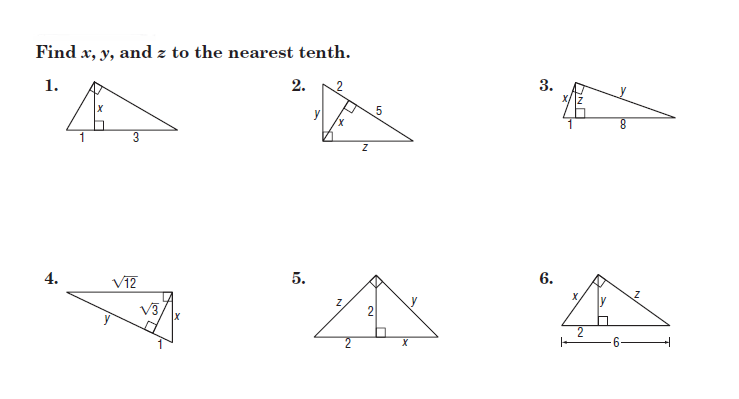 Find x, y, and z to the nearest tenth.
1. 2. 3.
x 1 3
2 y x 5 z
x z y 1 8
4. 5. 6.
√12 √3 x y 1
z 2 y 2 x
x y z 2 6